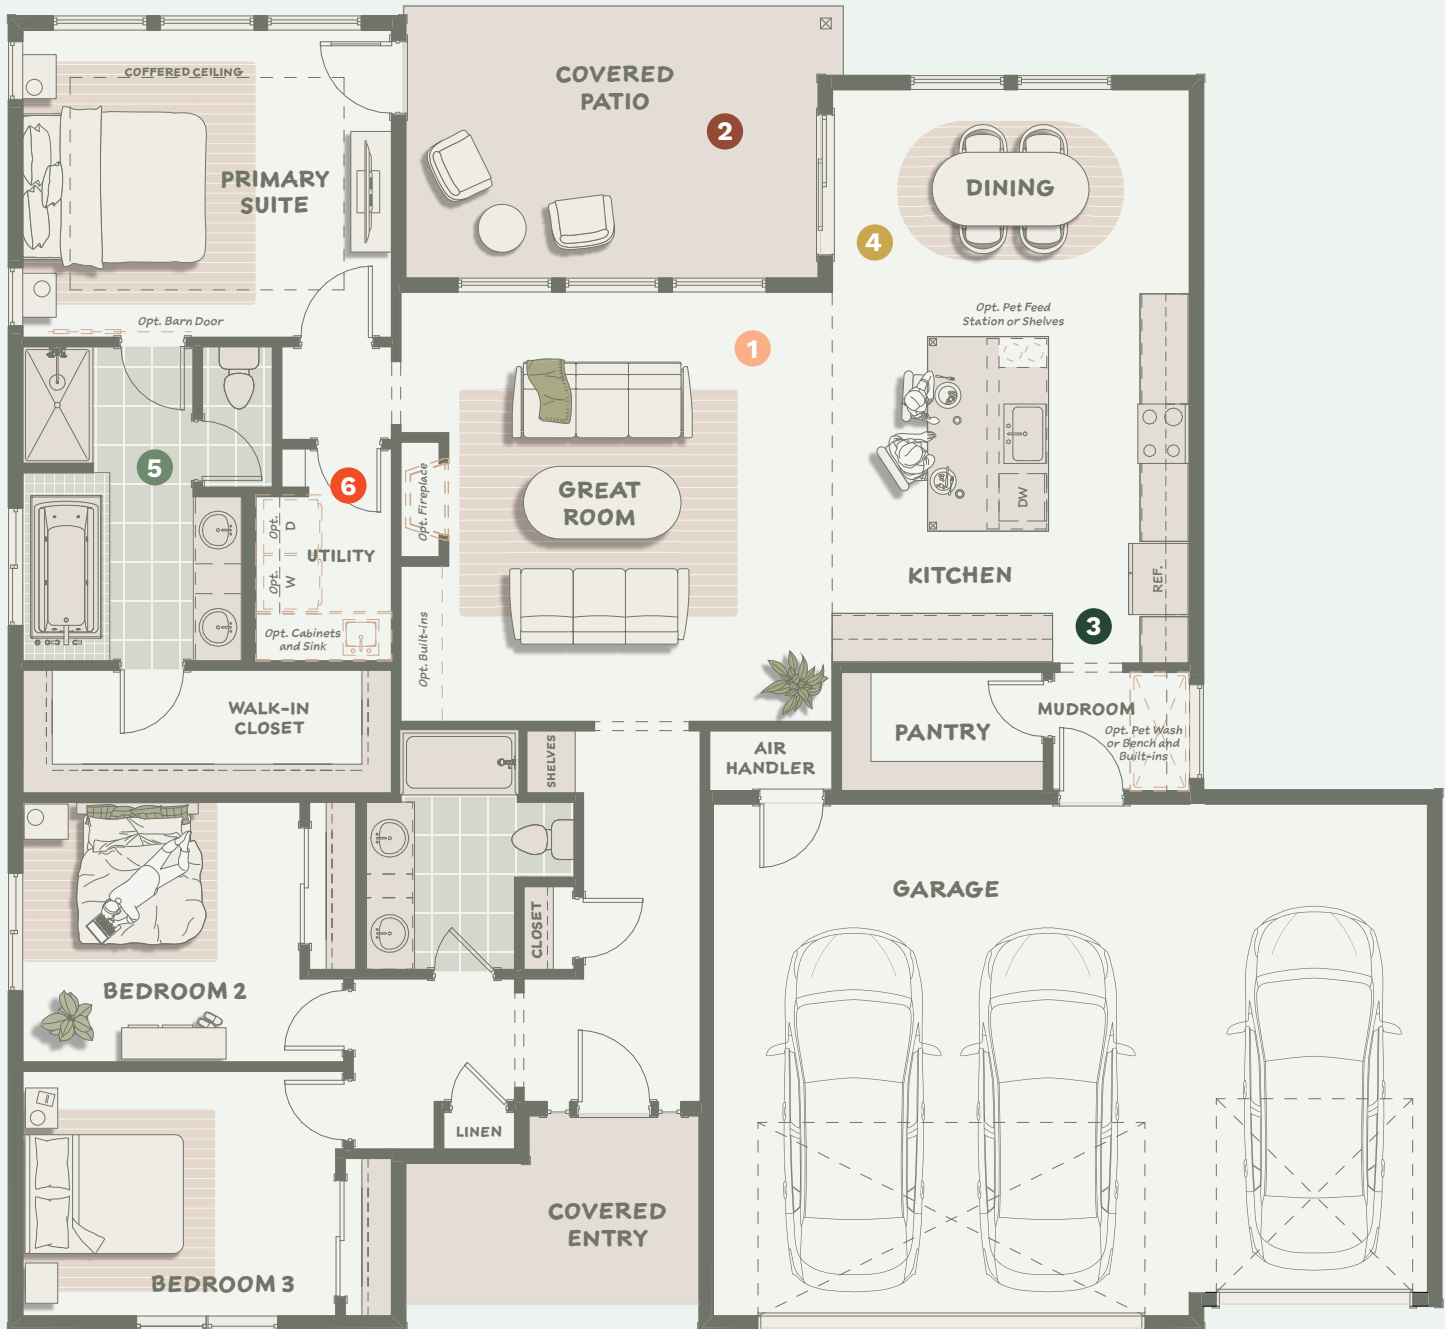 COFFERED CEILING
PRIMARY
SUITE
Opt. Barn Door
COVERED
PATIO
2
4
DINING
Opt. Pet Feed
Station or Shelves
1
5
6
Opt. Fireplace
GREAT
ROOM
Opt.
D
UTILITY
Opt.
W
Opt. Cabinets
and Sink
Opt. Built-ins
DW
KITCHEN
REF.
3
WALK-IN
CLOSET
SHELVES
AIR
HANDLER
PANTRY
MUDROOM
Opt. Pet Wash
or Bench and
Built-ins
GARAGE
CLOSET
BEDROOM 2
LINEN
COVERED
ENTRY
BEDROOM 3